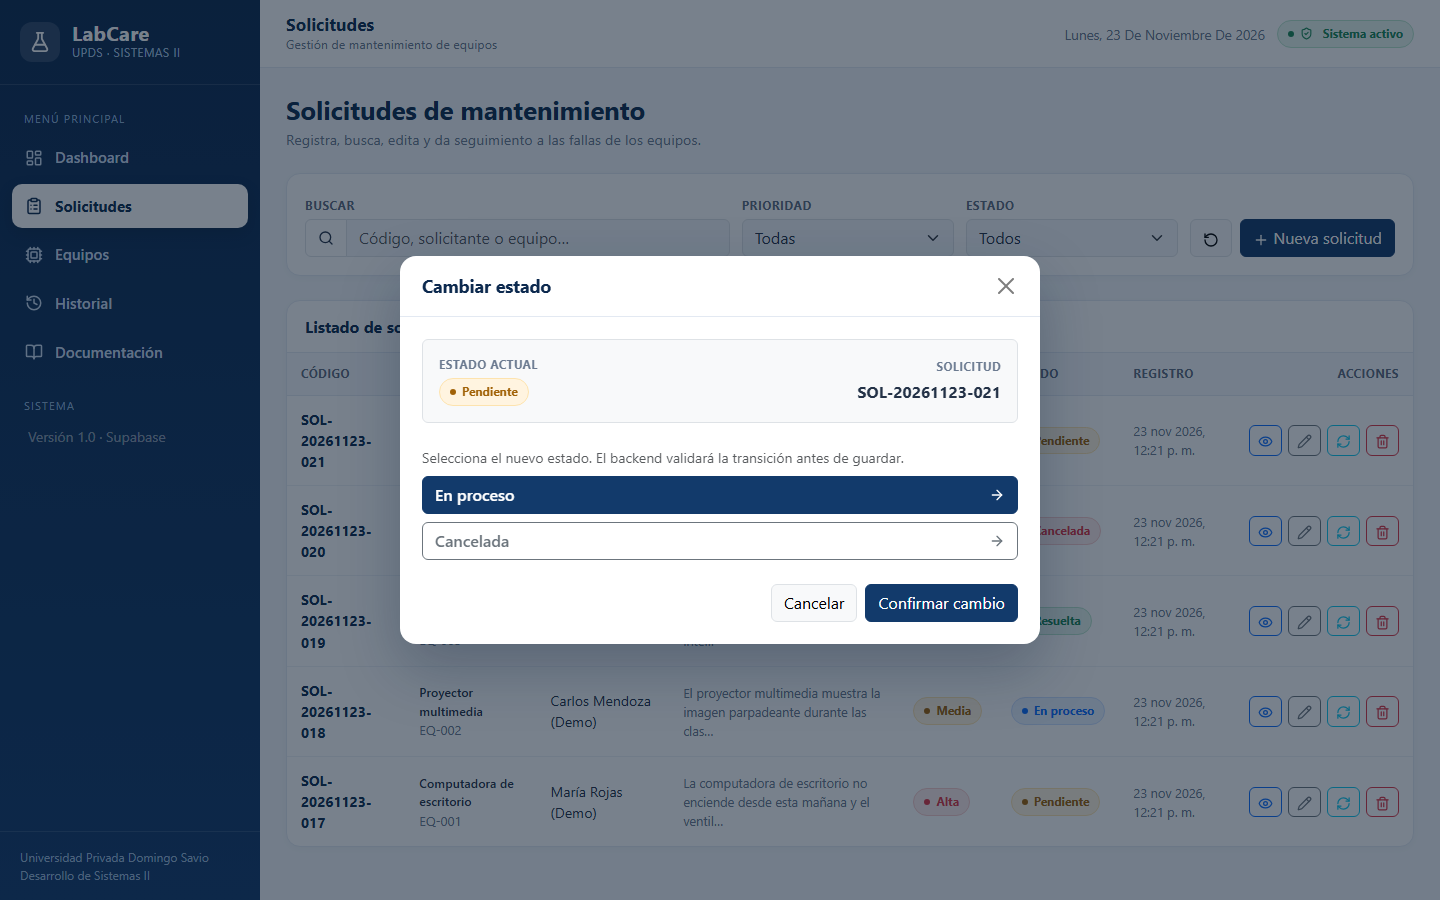 LabCare
UPDS · SISTEMAS II
MENÚ PRINCIPAL
Dashboard
Solicitudes
Equipos
Historial
Documentación
SISTEMA
Versión 1.0 · Supabase
Universidad Privada Domingo Savio
Desarrollo de Sistemas II
Solicitudes
Gestión de mantenimiento de equipos
Lunes, 23 De Noviembre De 2026
Sistema activo
Solicitudes de mantenimiento
Registra, busca, edita y da seguimiento a las fallas de los equipos.
BUSCAR
PRIORIDAD
ESTADO
Código, solicitante o equipo...
Todas
Todos
+ Nueva solicitud
Cambiar estado
ESTADO ACTUAL
Pendiente
SOLICITUD
SOL-20261123-021
Selecciona el nuevo estado. El backend validará la transición antes de guardar.
En proceso
Cancelada
Cancelar
Confirmar cambio
Listado de
CÓDIGO
REGISTRO
ACCIONES
SOL-
20261123-
021
23 nov 2026,
12:21 p. m.
SOL-
20261123-
020
23 nov 2026,
12:21 p. m.
SOL-
20261123-
019
23 nov 2026,
12:21 p. m.
SOL-
20261123-
018
Proyector
multimedia
EQ-002
Carlos Mendoza
(Demo)
El proyector multimedia muestra la
imagen parpadeante durante las
clas...
Media
En proceso
23 nov 2026,
12:21 p. m.
SOL-
20261123-
017
Computadora de
escritorio
EQ-001
María Rojas
(Demo)
La computadora de escritorio no
enciende desde esta mañana y el
ventil...
Alta
Pendiente
23 nov 2026,
12:21 p. m.